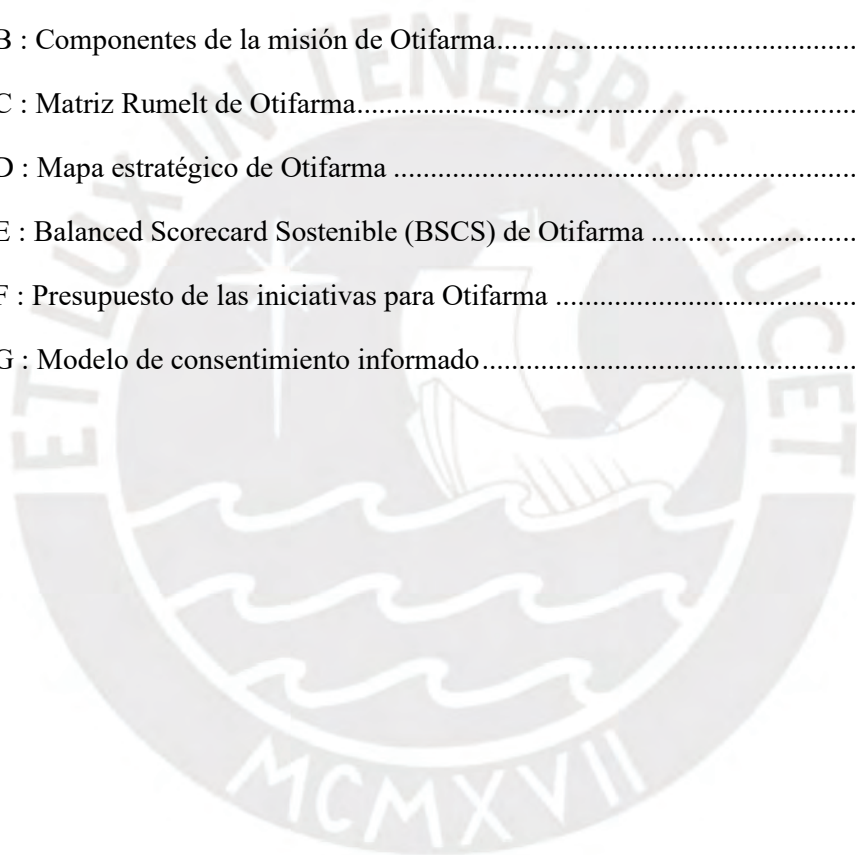 B : Componentes de la misión de Otifarma.............................................................
C : Matriz Rumelt de Otifarma.................................................................................
D : Mapa estratégico de Otifarma ............................................................................
E : Balanced Scorecard Sostenible (BSCS) de Otifarma .........................................
F : Presupuesto de las iniciativas para Otifarma ......................................................
G : Modelo de consentimiento informado................................................................
ET LUX IN TENEBRIS LUCET
MCMXVII